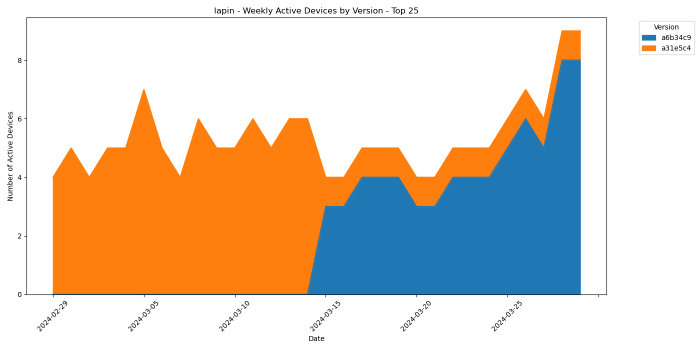 lapin - Weekly Active Devices by Version - Top 25
Version
a6b34c9
a31e5c4
Number of Active Devices
8
6
4
2
0
2024-02-29
2024-03-05
2024-03-10
2024-03-15
2024-03-20
2024-03-25
Date